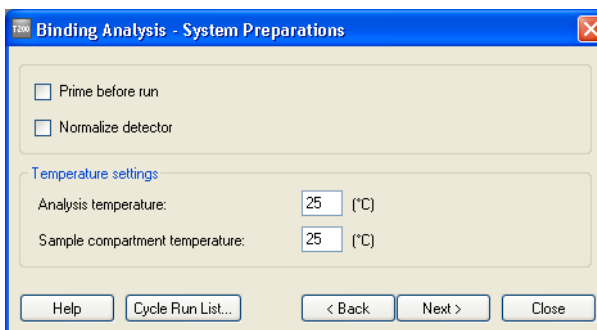 T200 Binding Analysis - System Preparations
Prime before run
Normalize detector
Temperature settings
Analysis temperature: 25 (°C)
Sample compartment temperature: 25 (°C)
Help Cycle Run List... < Back Next > Close